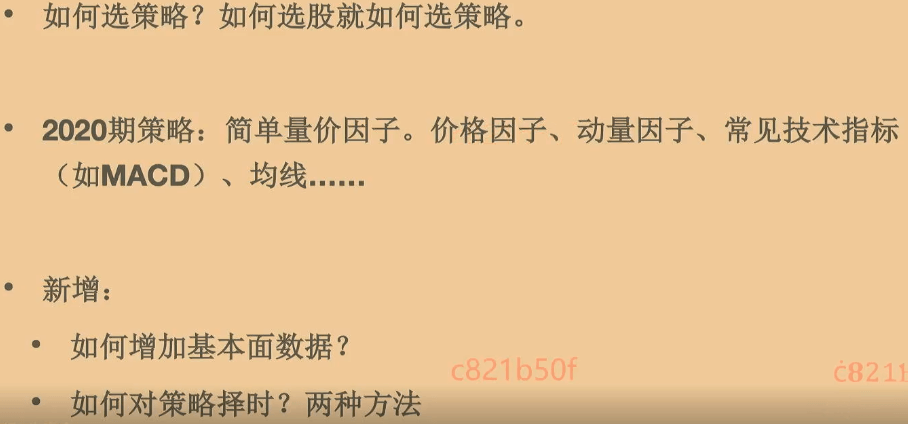 • 如何选策略？如何选股就如何选策略。
• 2020期策略：简单量价因子。价格因子、动量因子、常见技术指标
（如MACD）、均线......
• 新增：
• 如何增加基本面数据？
c821b50f
c821
• 如何对策略择时？两种方法